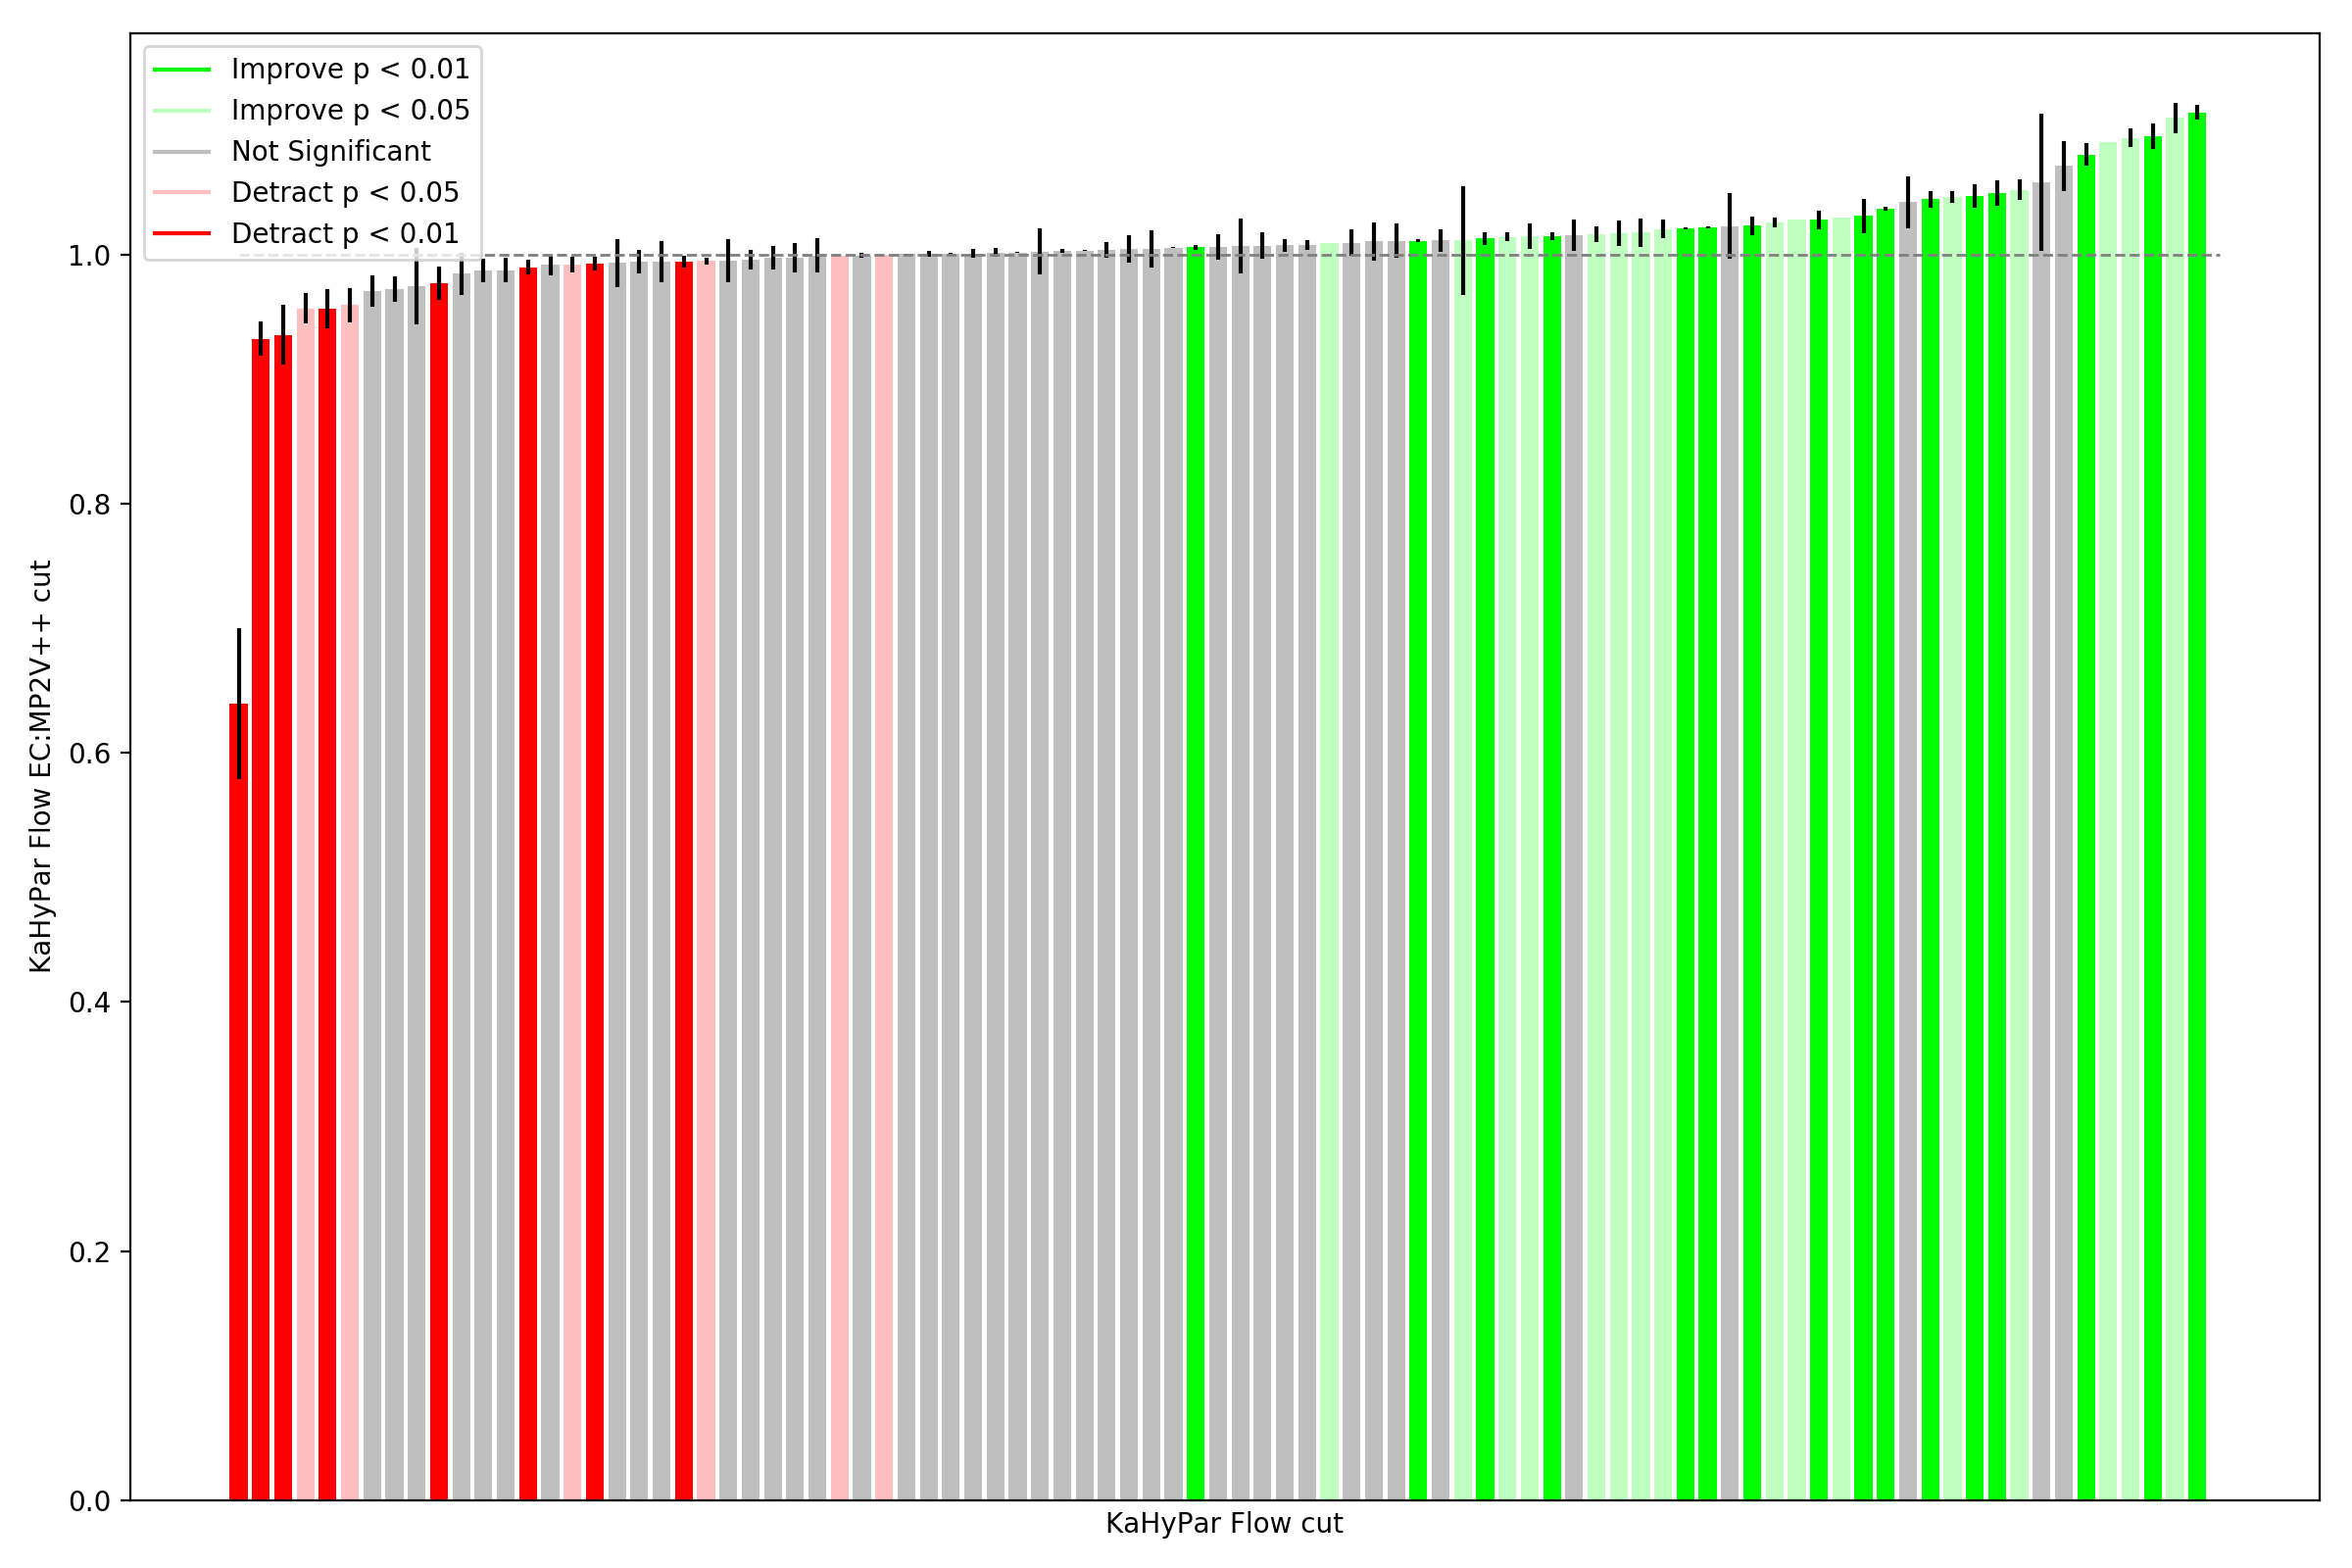 Improve p < 0.01
Improve p < 0.05
Not Significant
Detract p < 0.05
Detract p < 0.01
1.0
0.8
0.6
0.4
0.2
0.0
KaHyPar Flow EC:MP2V++ cut
KaHyPar Flow cut